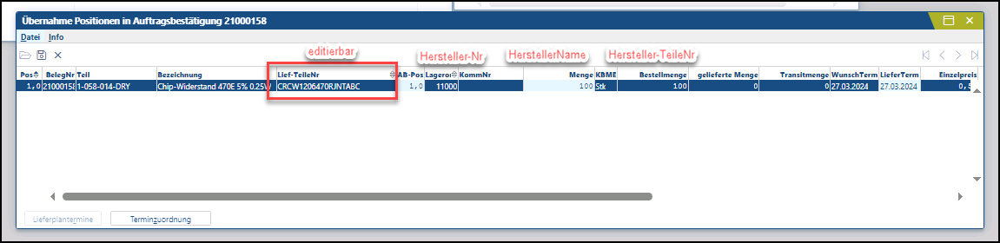 Übernahme Positionen in Auftragsbestätigung 21000158
Datei Info
editierbar Hersteller-Nr HerstellerName Hersteller-TeileNr
Pos BelegNr Teil Bezeichnung Lief-TeileNr AB-Pos Lageror KommNr Menge KBME Bestellmenge gelieferte Menge Transitmenge WunschTerm LieferTerm Einzelpreis
1,0 21000158 1-058-014-DRY Chip-Widerstand 470E 5% 0.25W CRCW1206470RJNTABC 1,0 11000 100 Stk 100 0 0 27.03.2024 27.03.2024 0,5
Lieferplantermine Terminzuordnung